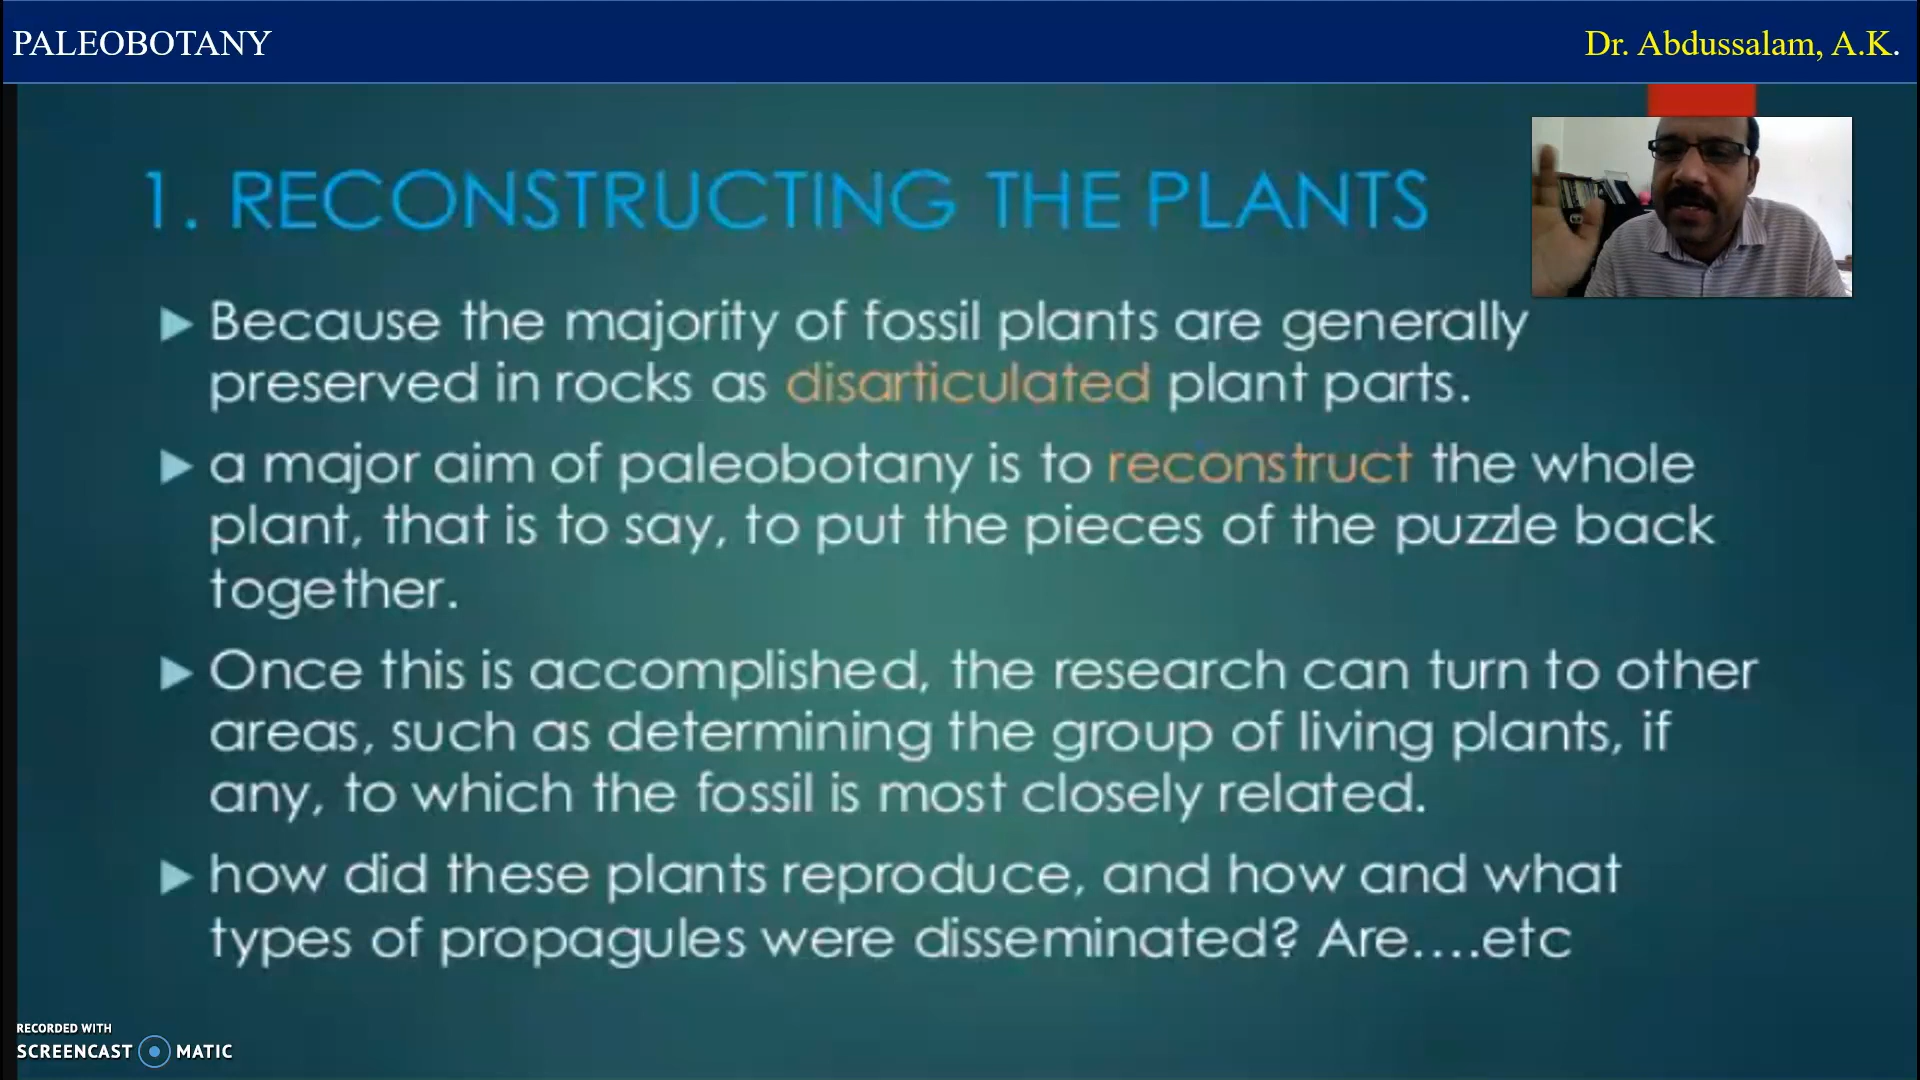 PALEOBOTANY
Dr. Abdussalam, A.K.
1. RECONSTRUCTING THE PLANTS
Because the majority of fossil plants are generally
preserved in rocks as disarticulated plant parts.
a major aim of paleobotany is to reconstruct the whole
plant, that is to say, to put the pieces of the puzzle back
together.
Once this is accomplished, the research can turn to other
areas, such as determining the group of living plants, if
any, to which the fossil is most closely related.
how did these plants reproduce, and how and what
types of propagules were disseminated? Are....etc
RECORDED WITH
SCREENCAST MATIC